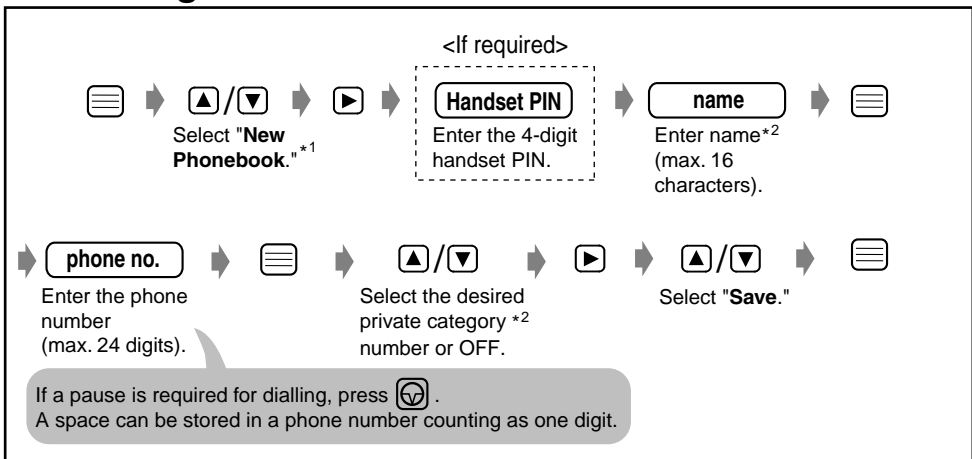 <If required>
Handset PIN
name
/
Select "New
Phonebook."*1
Enter the 4-digit
handset PIN.
Enter name*2
(max. 16
characters).
phone no.
/
/
Enter the phone
number
(max. 24 digits).
Select the desired
private category *2
number or OFF.
Select "Save."
If a pause is required for dialling, press .
A space can be stored in a phone number counting as one digit.